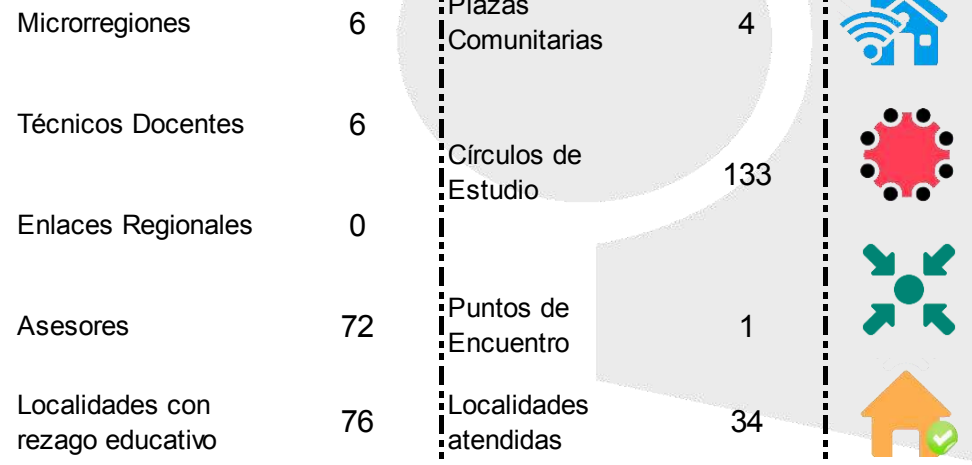 Microrregiones 6
Plazas
Comunitarias 4
Técnicos Docentes 6
Círculos de
Estudio 133
Enlaces Regionales 0
Asesores 72
Puntos de
Encuentro 1
Localidades con
rezago educativo 76
Localidades
atendidas 34